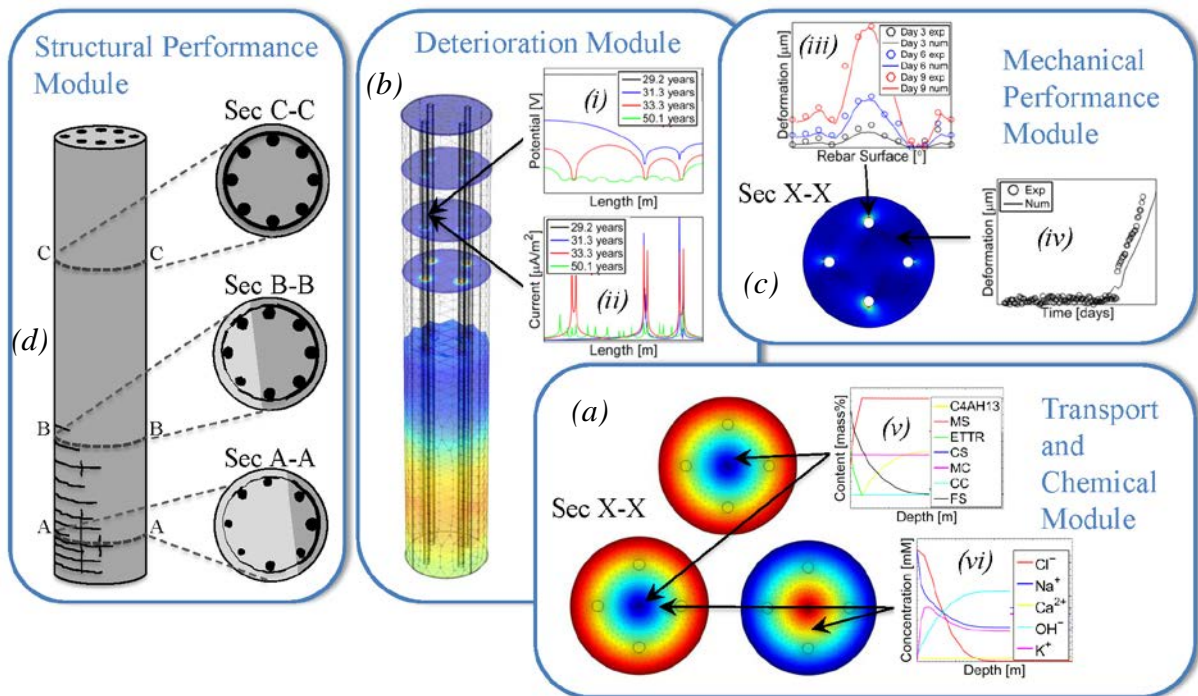 Structural Performance
Module
Sec C-C
C
C
Sec B-B
(d)
B
B
Sec A-A
A
A
Deterioration Module
(b)
(i)
29.2 years
31.3 years
33.3 years
50.1 years
Potential [V]
Length [m]
(ii)
29.2 years
31.3 years
33.3 years
50.1 years
Current [µA/m²]
Length [m]
Mechanical
Performance
Module
(iii)
Day 3 exp
Day 3 num
Day 6 exp
Day 6 num
Day 9 exp
Day 9 num
Deformation [µm]
Rebar Surface [°]
Sec X-X
(c)
Exp
Num
(iv)
Deformation [µm]
Time [days]
(a)
Transport
and
Chemical
Module
Sec X-X
(v)
C4AH13
MS
ETTR
CS
MC
CC
FS
Content [mass%]
Depth [m]
(vi)
Cl⁻
Na⁺
Ca²⁺
OH⁻
K⁺
Concentration [mM]
Depth [m]